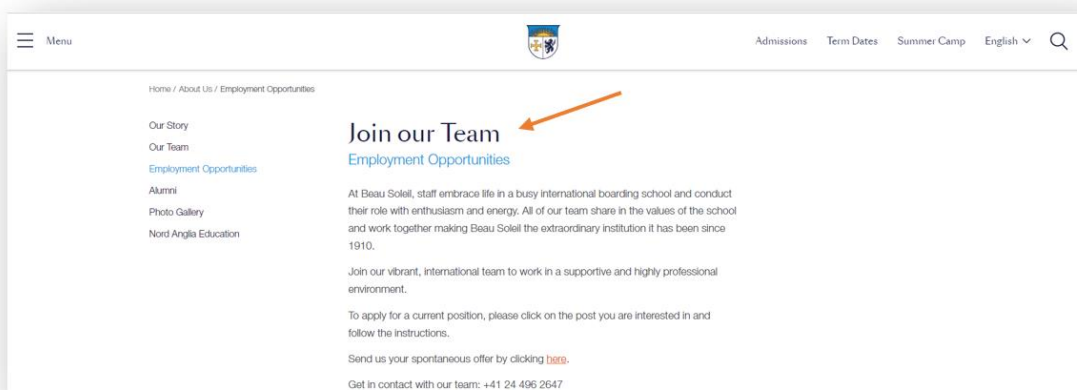 Menu
Admissions
Term Dates
Summer Camp
English
Home / About Us / Employment Opportunities
Our Story
Our Team
Employment Opportunities
Alumni
Photo Gallery
Nord Anglia Education
Join our Team
Employment Opportunities
At Beau Soleil, staff embrace life in a busy international boarding school and conduct
their role with enthusiasm and energy. All of our team share in the values of the school
and work together making Beau Soleil the extraordinary institution it has been since
1910.
Join our vibrant, international team to work in a supportive and highly professional
environment.
To apply for a current position, please click on the post you are interested in and
follow the instructions.
Send us your spontaneous offer by clicking here.
Get in contact with our team: +41 24 496 2647